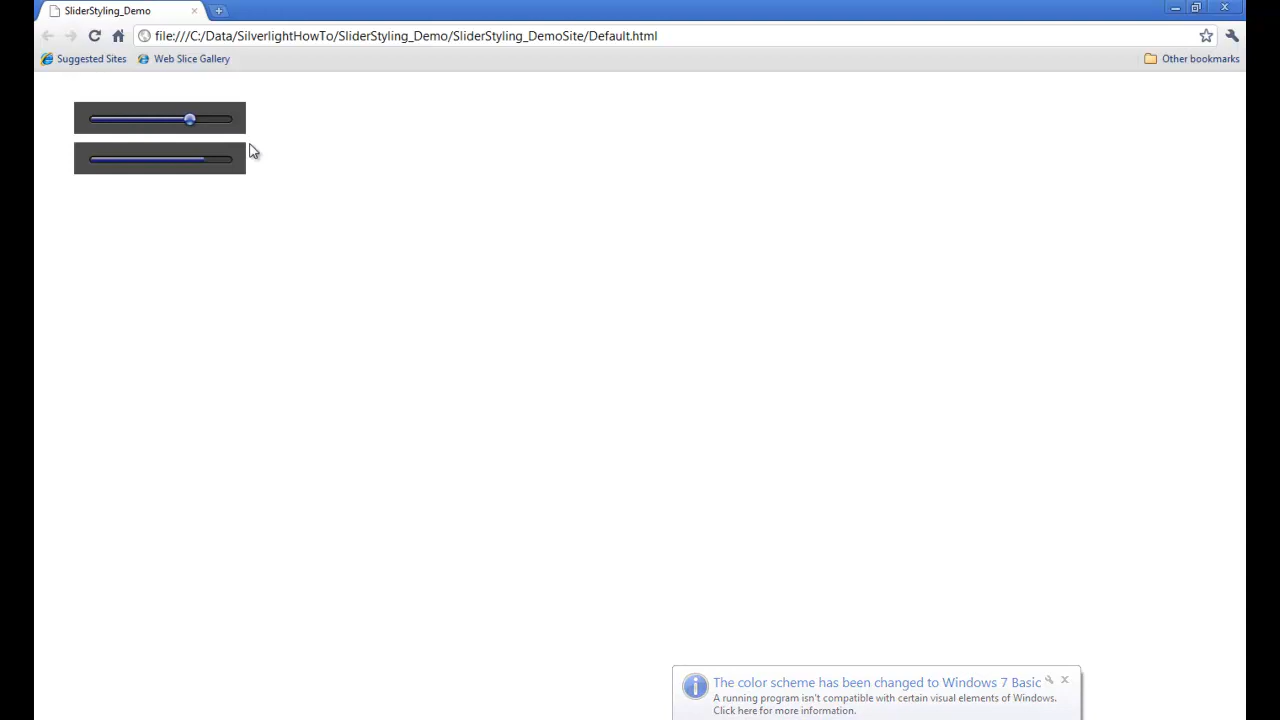 SliderStyling_Demo
file:///C:/Data/SilverlightHowTo/SliderStyling_Demo/SliderStyling_DemoSite/Default.html
Suggested Sites Web Slice Gallery Other bookmarks
The color scheme has been changed to Windows 7 Basic
A running program isn't compatible with certain visual elements of Windows.
Click here for more information.